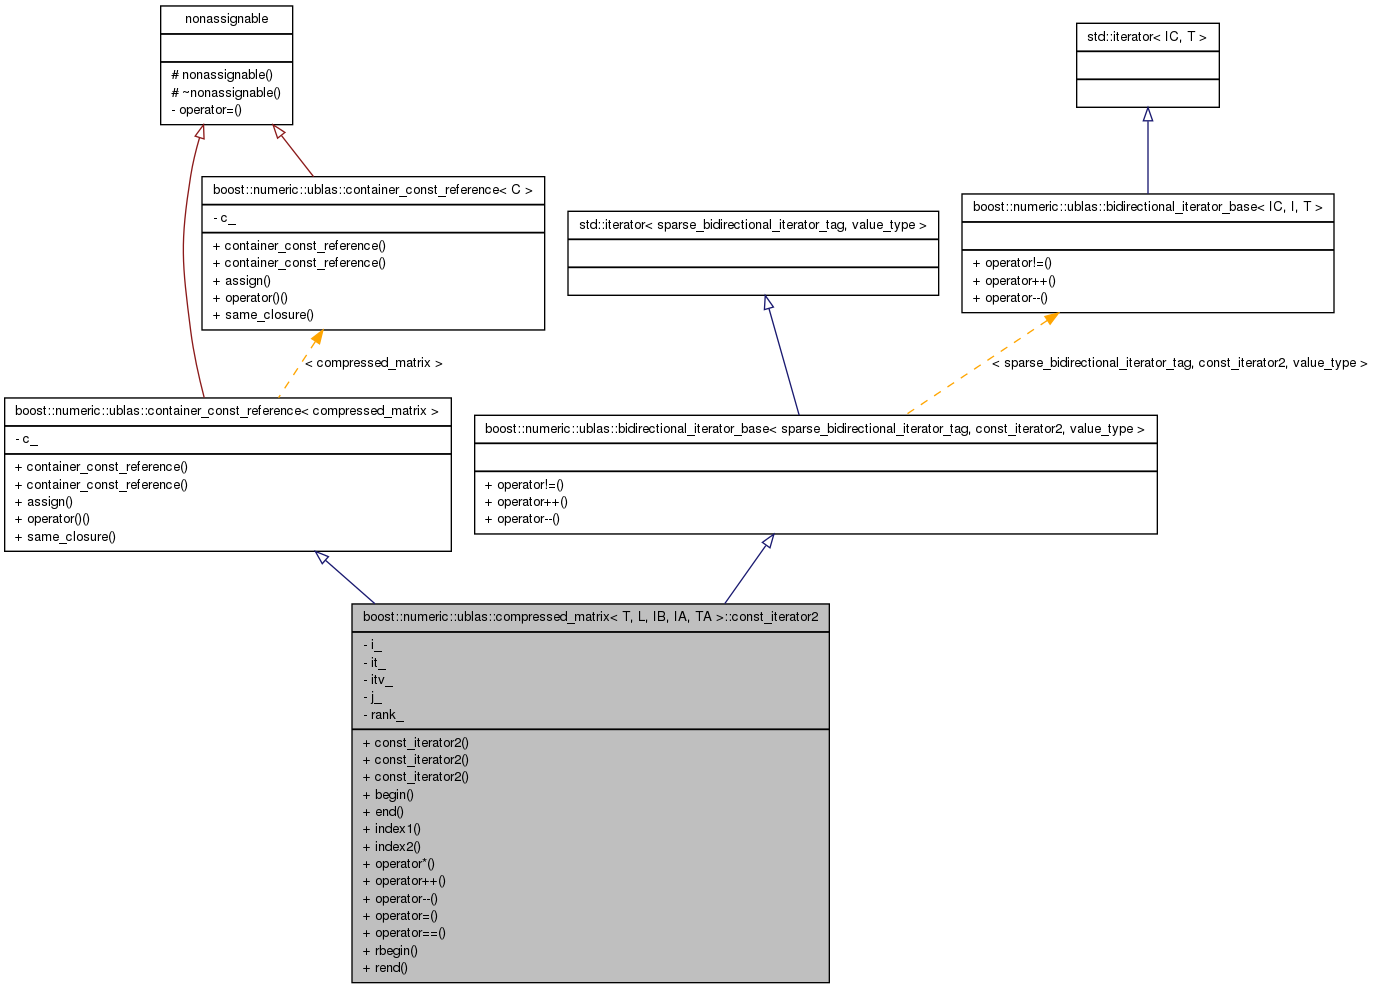 nonassignable
# nonassignable()
# ~nonassignable()
- operator=()
std::iterator< IC, T >
boost::numeric::ublas::container_const_reference< C >
- c_
+ container_const_reference()
+ container_const_reference()
+ assign()
+ operator()()
+ same_closure()
std::iterator< sparse_bidirectional_iterator_tag, value_type >
boost::numeric::ublas::bidirectional_iterator_base< IC, I, T >
+ operator!=()
+ operator++()
+ operator--()
< compressed_matrix >
< sparse_bidirectional_iterator_tag, const_iterator2, value_type >
boost::numeric::ublas::container_const_reference< compressed_matrix >
- c_
+ container_const_reference()
+ container_const_reference()
+ assign()
+ operator()()
+ same_closure()
boost::numeric::ublas::bidirectional_iterator_base< sparse_bidirectional_iterator_tag, const_iterator2, value_type >
+ operator!=()
+ operator++()
+ operator--()
boost::numeric::ublas::compressed_matrix< T, L, IB, IA, TA >::const_iterator2
- i_
- it_
- itv_
- j_
- rank_
+ const_iterator2()
+ const_iterator2()
+ const_iterator2()
+ begin()
+ end()
+ index1()
+ index2()
+ operator*()
+ operator++()
+ operator--()
+ operator=()
+ operator==()
+ rbegin()
+ rend()